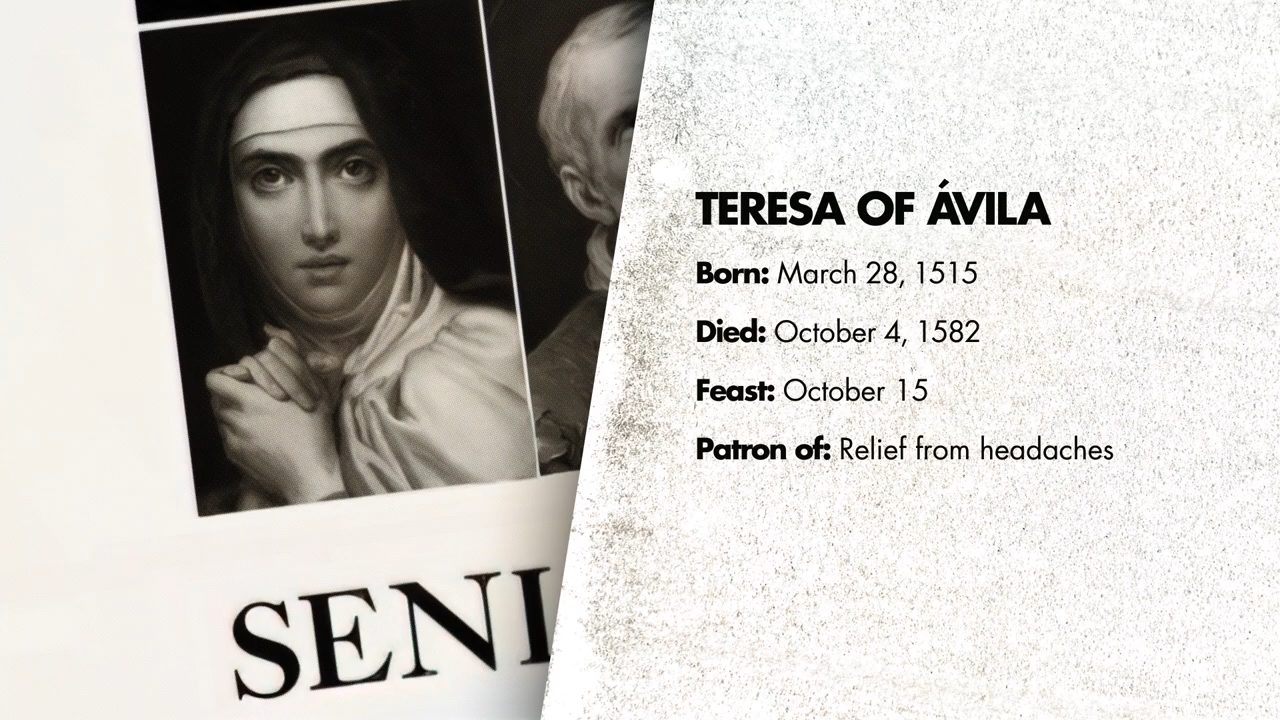 SENI
TERESA OF ÁVILA
Born: March 28, 1515
Died: October 4, 1582
Feast: October 15
Patron of: Relief from headaches